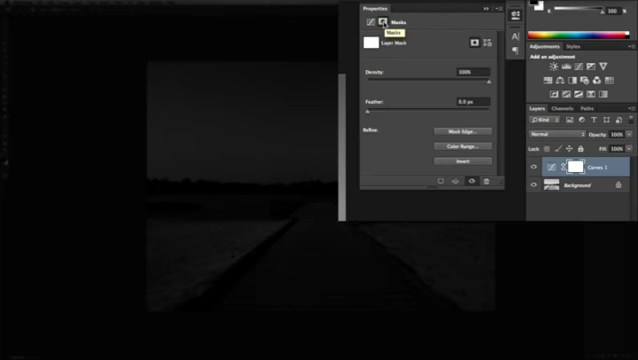 Properties
Masks
Masks
Layer Mask
Density: 100%
Feather: 0.0 px
Refine: Mask Edge...
Color Range...
Invert
K 100 %
Adjustments Styles
Add an adjustment
Layers Channels Paths
Kind
Normal Opacity: 100%
Lock: Fill: 100%
Curves 1
Background